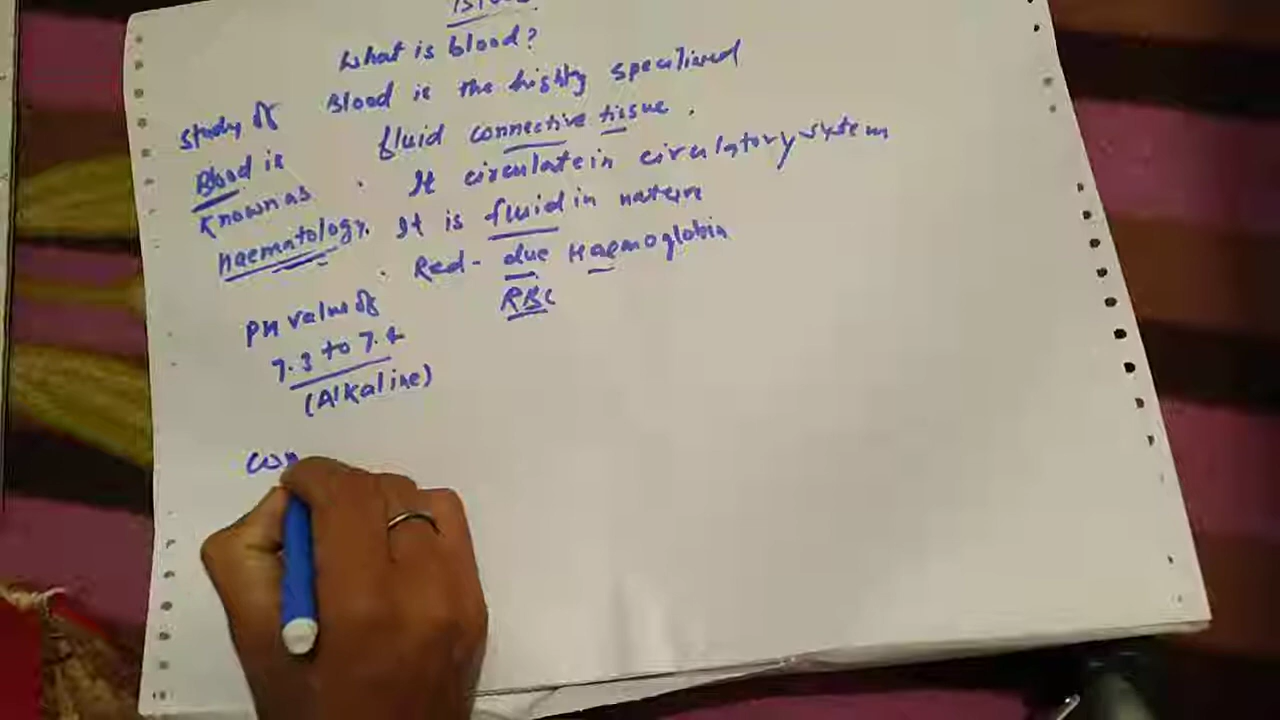 What is blood?
Blood is the highly specialized
fluid connective tissue.
It circulate in circulatory system
It is fluid in nature
Red- due Haemoglobin
RBC
Study of
Blood is
Known as
haematology.
PH value of
7.3 to 7.4
(Alkaline)
com